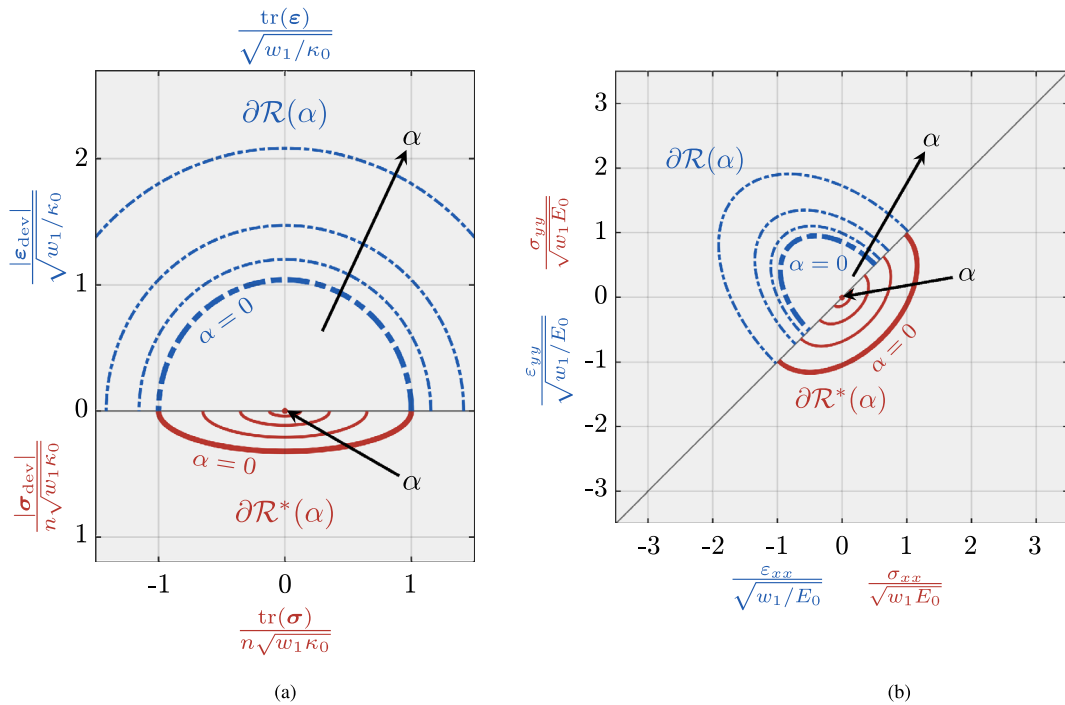 tr(ε)
√w₁/κ₀
∂R(α)
α
2
|ε_dev|
√w₁/κ₀
1
α = 0
0
α = 0
α
|σ_dev|
n√w₁κ₀
∂R*(α)
1
-1 0 1
tr(σ)
n√w₁κ₀
(a)
3
α
∂R(α)
2
σ_yy
√w₁E₀
1
α = 0
α
0
ε_yy
√w₁/E₀
-1
α = 0
∂R*(α)
-2
-3
-3 -2 -1 0 1 2 3
ε_xx σ_xx
√w₁/E₀ √w₁E₀
(b)